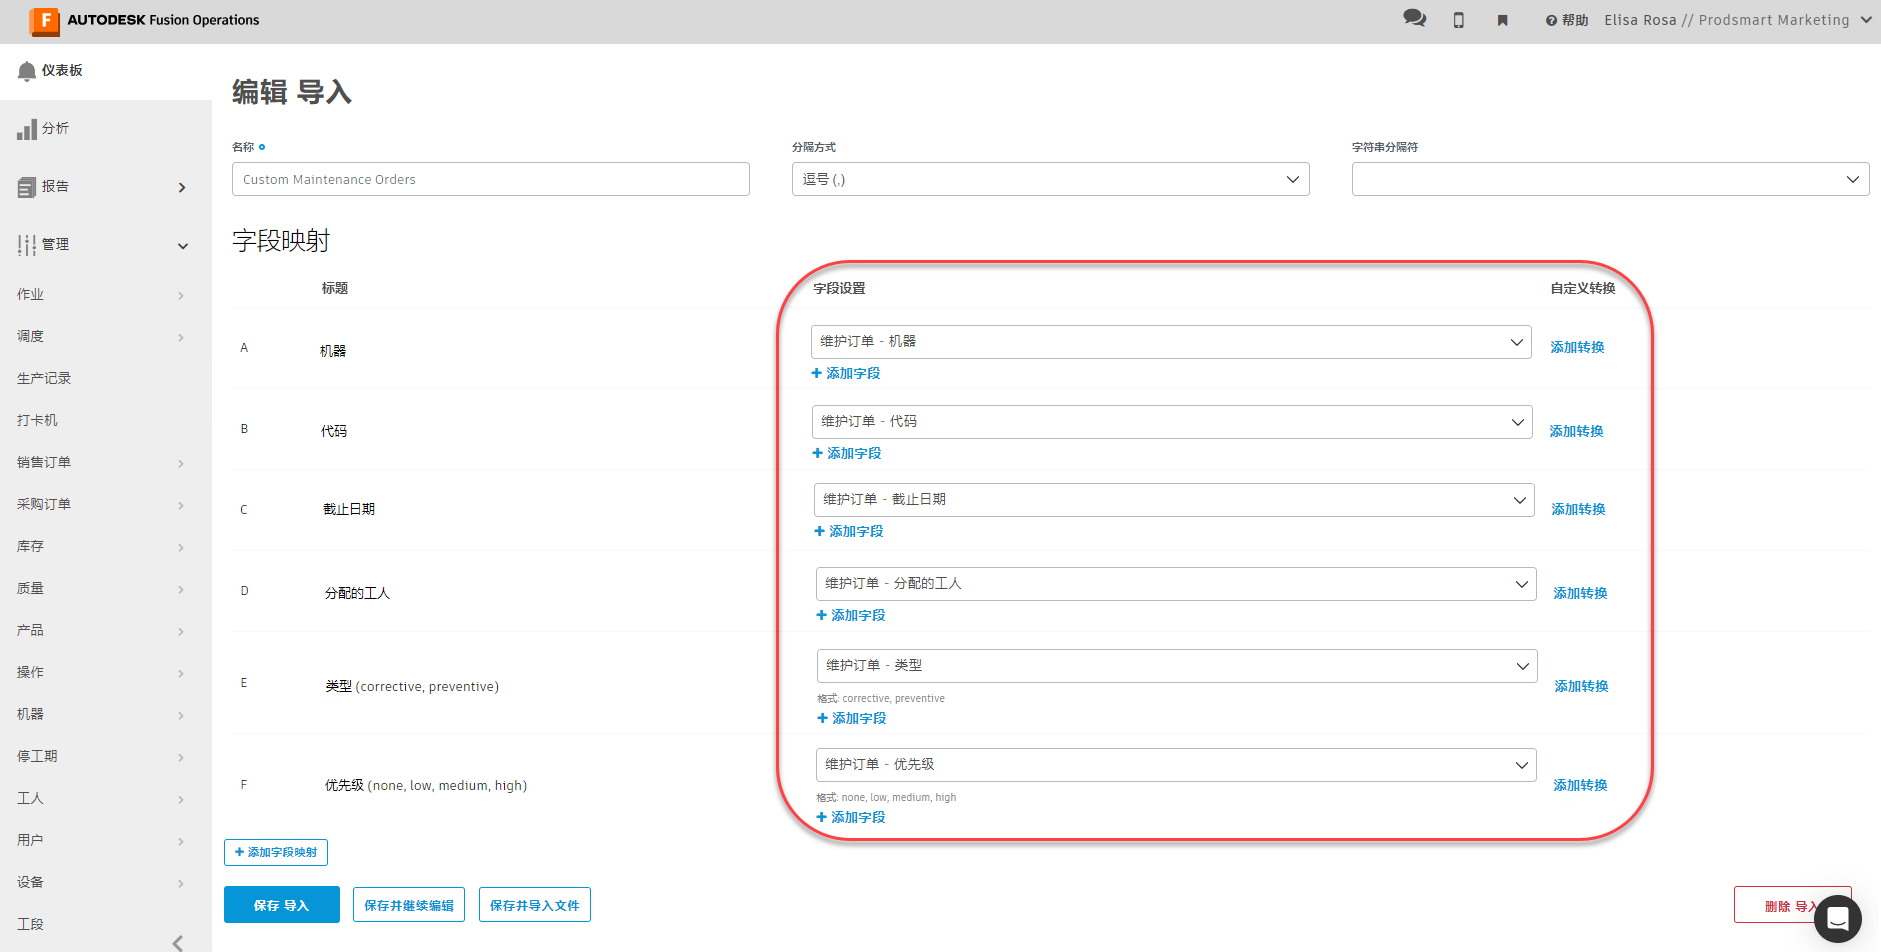 F AUTODESK Fusion Operations
帮助 Elisa Rosa // Prodsmart Marketing
仪表板
分析
报告
管理
作业
调度
生产记录
打卡机
销售订单
采购订单
库存
质量
产品
操作
机器
停工期
工人
用户
设备
工段
编辑 导入
名称 分隔方式 字符串分隔符
Custom Maintenance Orders 逗号 (,)
字段映射
标题 字段设置 自定义转换
A 机器 维护订单 - 机器 添加转换
+ 添加字段
B 代码 维护订单 - 代码 添加转换
+ 添加字段
C 截止日期 维护订单 - 截止日期 添加转换
+ 添加字段
D 分配的工人 维护订单 - 分配的工人 添加转换
+ 添加字段
E 类型 (corrective, preventive) 维护订单 - 类型 添加转换
格式: corrective, preventive
+ 添加字段
F 优先级 (none, low, medium, high) 维护订单 - 优先级 添加转换
格式: none, low, medium, high
+ 添加字段
+ 添加字段映射
保存 导入 保存并继续编辑 保存并导入文件 删除 导入